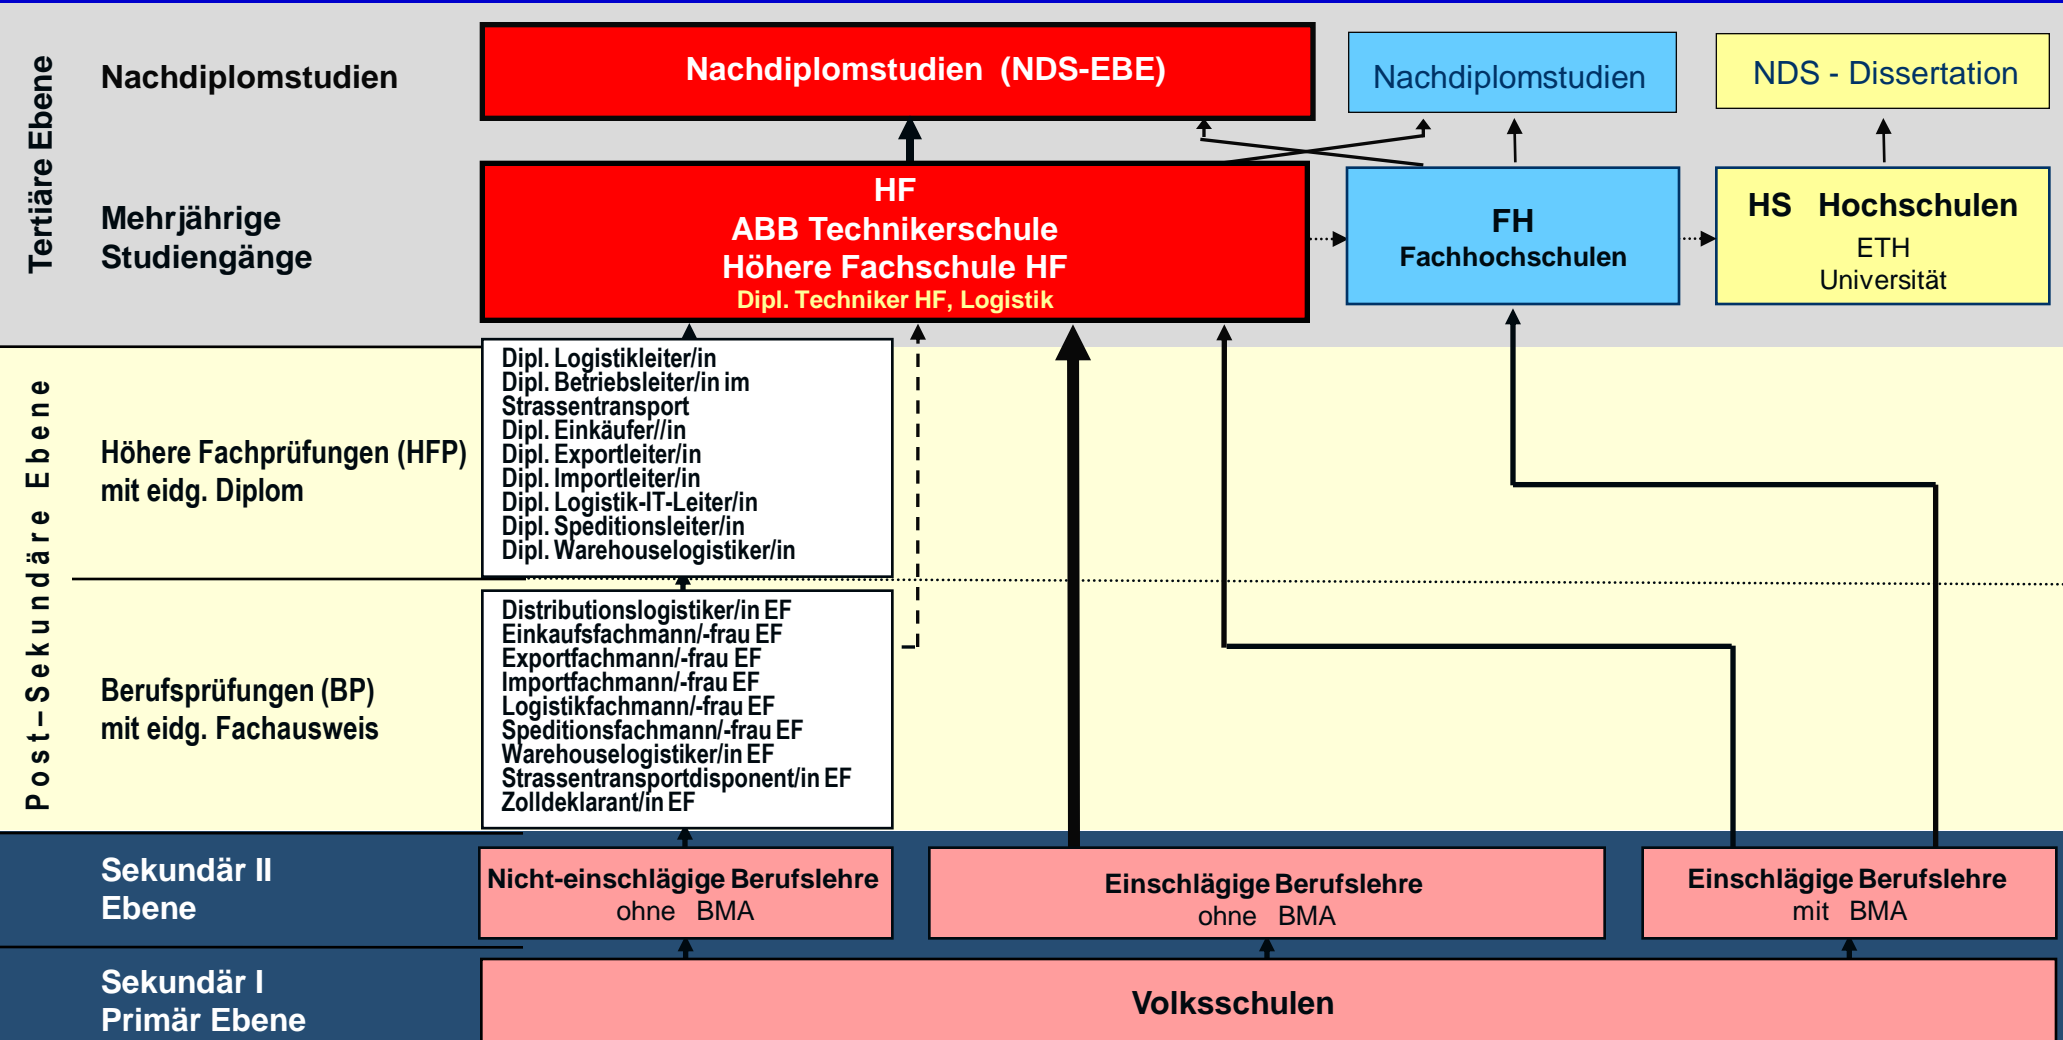 Tertiäre Ebene
Nachdiplomstudien
Nachdiplomstudien (NDS-EBE)
Nachdiplomstudien
NDS - Dissertation
Mehrjährige
Studiengänge
HF
ABB Technikerschule
Höhere Fachschule HF
Dipl. Techniker HF, Logistik
FH
Fachhochschulen
HS Hochschulen
ETH
Universität
Post–Sekundäre Ebene
Höhere Fachprüfungen (HFP)
mit eidg. Diplom
Dipl. Logistikleiter/in
Dipl. Betriebsleiter/in im
Strassentransport
Dipl. Einkäufer//in
Dipl. Exportleiter/in
Dipl. Importleiter/in
Dipl. Logistik-IT-Leiter/in
Dipl. Speditionsleiter/in
Dipl. Warehouselogistiker/in
Berufsprüfungen (BP)
mit eidg. Fachausweis
Distributionslogistiker/in EF
Einkaufsfachmann/-frau EF
Exportfachmann/-frau EF
Importfachmann/-frau EF
Logistikfachmann/-frau EF
Speditionsfachmann/-frau EF
Warehouselogistiker/in EF
Strassentransportdisponent/in EF
Zolldeklarant/in EF
Sekundär II
Ebene
Nicht-einschlägige Berufslehre
ohne BMA
Einschlägige Berufslehre
ohne BMA
Einschlägige Berufslehre
mit BMA
Sekundär I
Primär Ebene
Volksschulen